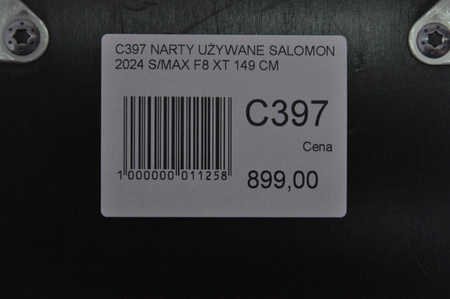 C397 NARTY UŻYWANE SALOMON
2024 S/MAX F8 XT 149 CM
C397
Cena
1 000000 011258
899,00